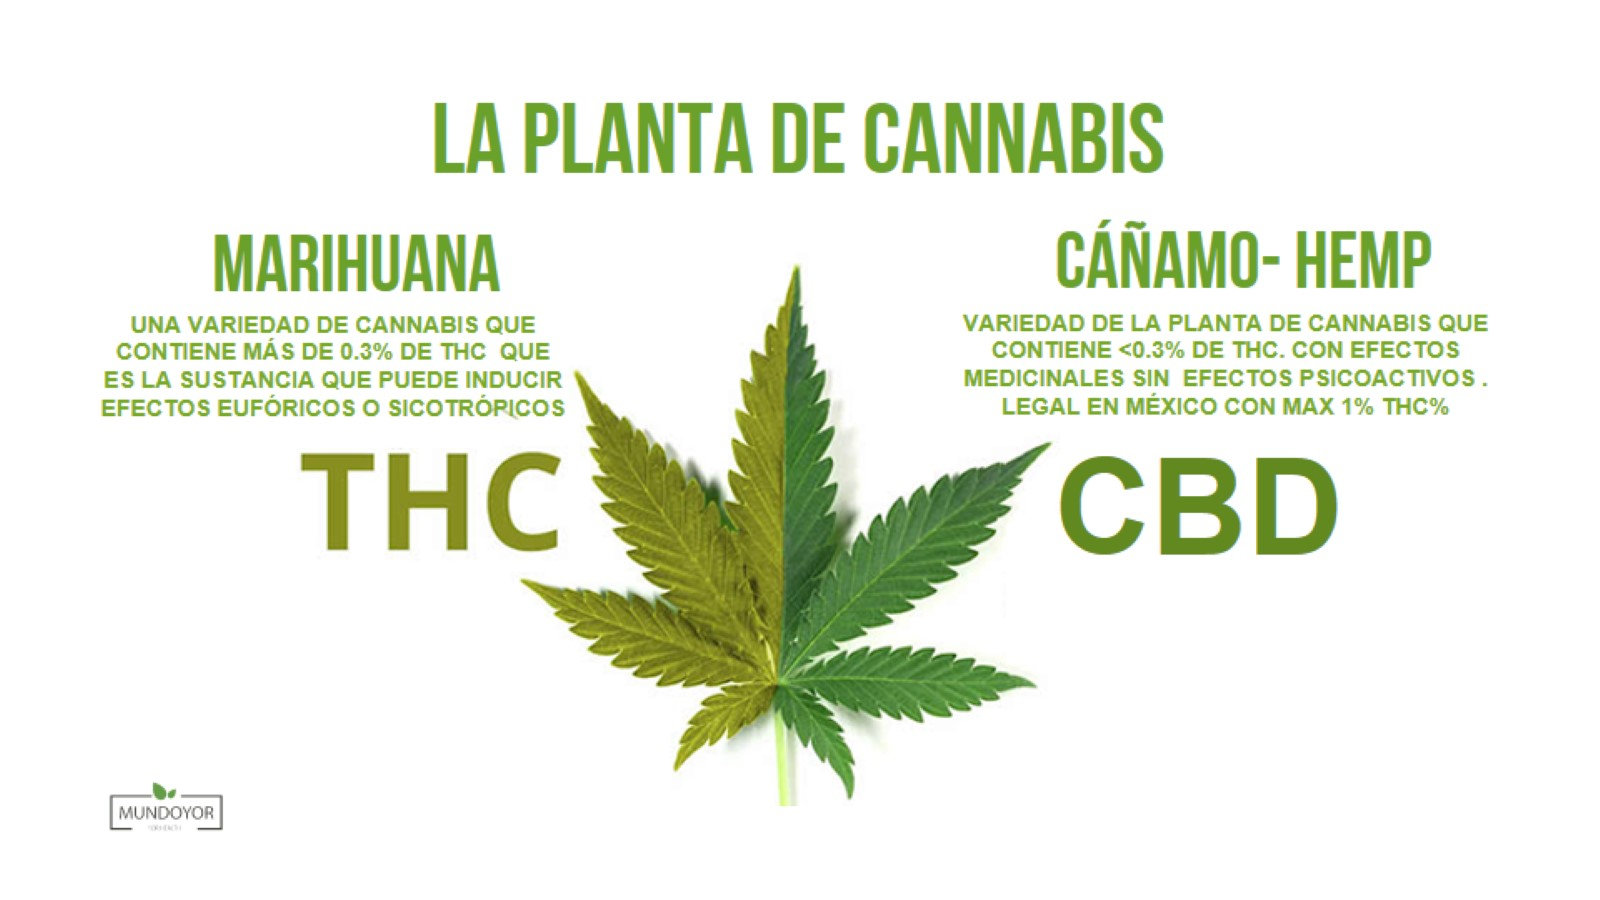 LA PLANTA DE CANNABIS
MARIHUANA
UNA VARIEDAD DE CANNABIS QUE
CONTIENE MÁS DE 0.3% DE THC QUE
ES LA SUSTANCIA QUE PUEDE INDUCIR
EFECTOS EUFÓRICOS O SICOTRÓPICOS
THC
CÁÑAMO- HEMP
VARIEDAD DE LA PLANTA DE CANNABIS QUE
CONTIENE <0.3% DE THC. CON EFECTOS
MEDICINALES SIN EFECTOS PSICOACTIVOS .
LEGAL EN MÉXICO CON MAX 1% THC%
CBD
MUNDOYOR